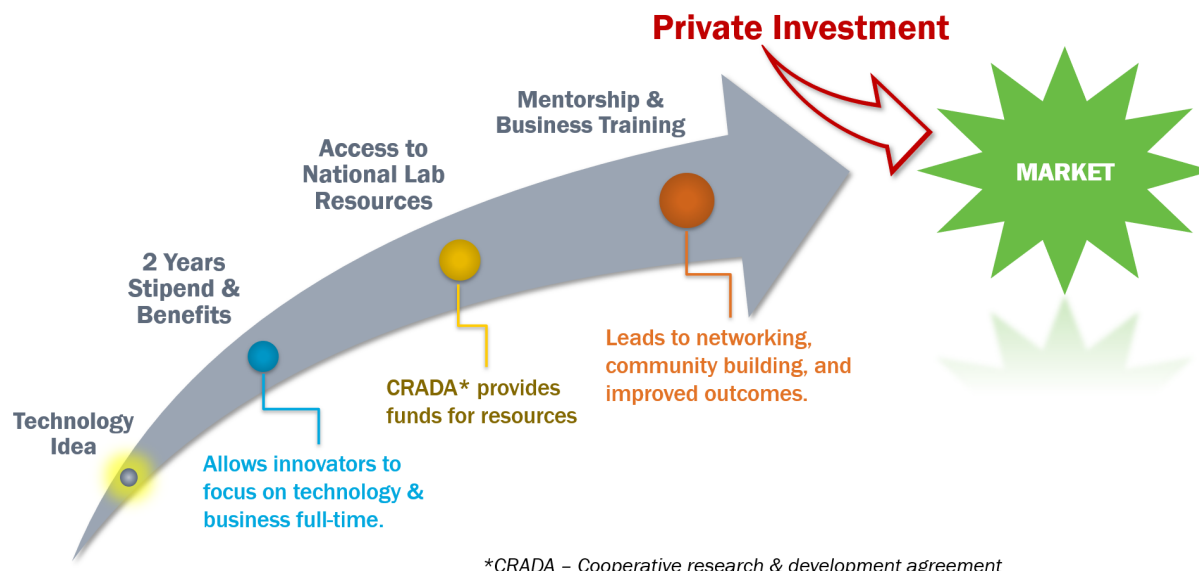 Private Investment
Mentorship &
Business Training
MARKET
Access to
National Lab
Resources
2 Years
Stipend &
Benefits
Technology
Idea
Allows innovators to
focus on technology &
business full-time.
CRADA* provides
funds for resources
Leads to networking,
community building, and
improved outcomes.
*CRADA – Cooperative research & development agreement